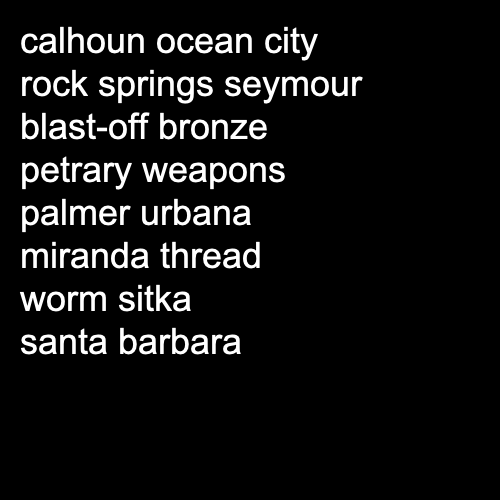 calhoun ocean city
rock springs seymour
blast-off bronze
petrary weapons
palmer urbana
miranda thread
worm sitka
santa barbara